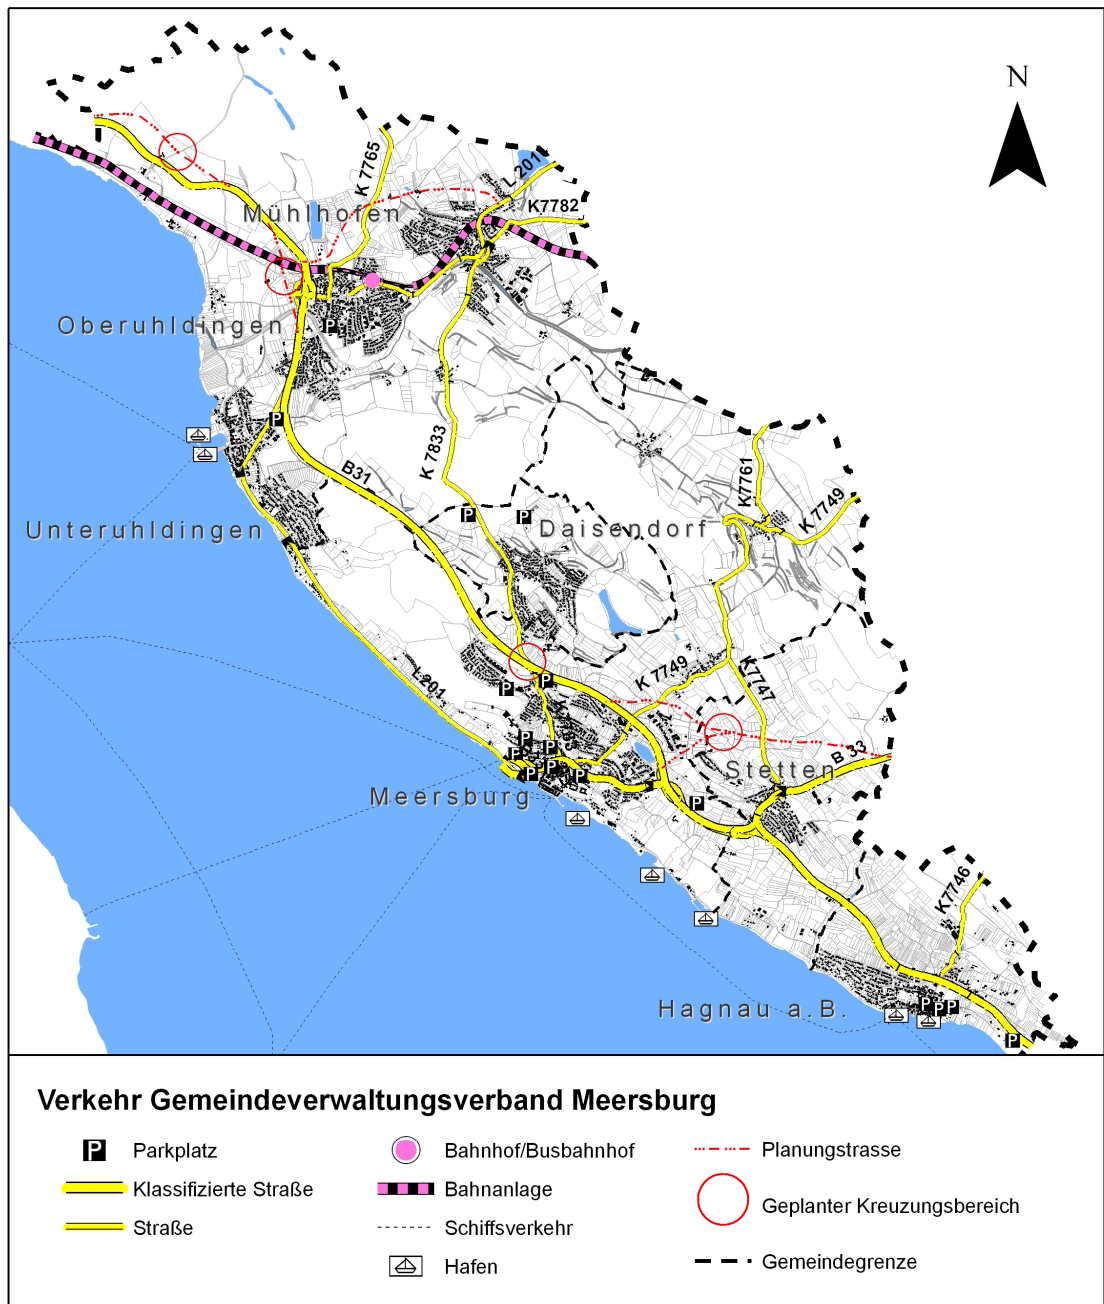 N
K 7765
L 201
K7782
Mühlhofen
Oberuhldingen
P
P
K 7833
B31
K7761
K 7749
P
P
Daisendorf
Unteruhldingen
L201
K 7749
K7747
P
P
P
P
P
P
P
P
P
B 33
Stetten
Meersburg
K7746
Hagnau a.B.
P
P
P
P
Verkehr Gemeindeverwaltungsverband Meersburg
P Parkplatz
Bahnhof/Busbahnhof
Planungstrasse
Klassifizierte Straße
Bahnanlage
Geplanter Kreuzungsbereich
Straße
Schiffsverkehr
Hafen
Gemeindegrenze